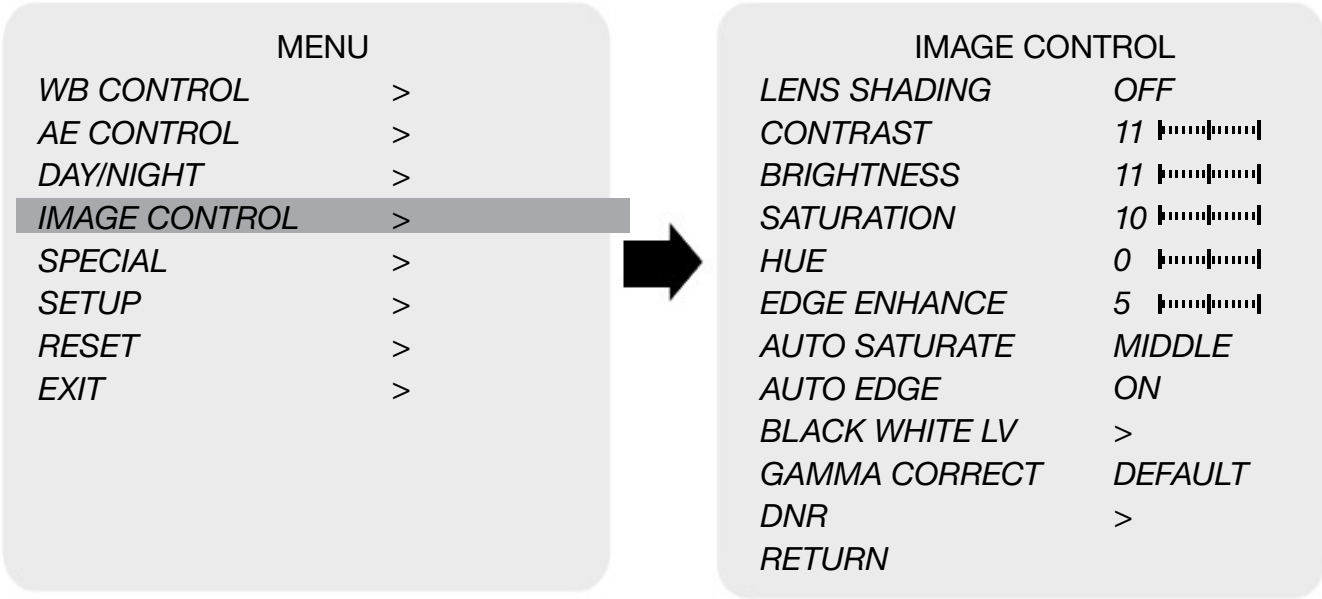 MENU
WB CONTROL >
AE CONTROL >
DAY/NIGHT >
IMAGE CONTROL >
SPECIAL >
SETUP >
RESET >
EXIT >
IMAGE CONTROL
LENS SHADING OFF
CONTRAST 11
BRIGHTNESS 11
SATURATION 10
HUE 0
EDGE ENHANCE 5
AUTO SATURATE MIDDLE
AUTO EDGE ON
BLACK WHITE LV >
GAMMA CORRECT DEFAULT
DNR >
RETURN